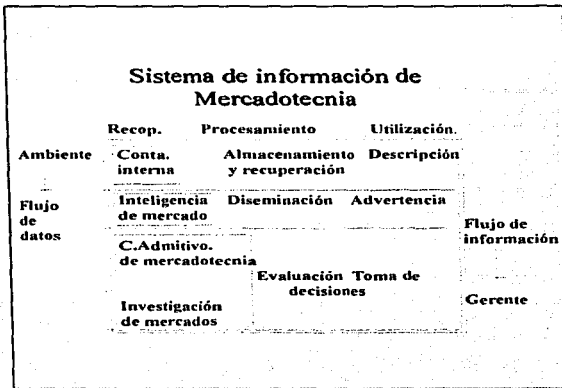 Sistema de información de
Mercadotecnia
Recop. Procesamiento Utilización.
Ambiente Conta. Almacenamiento Descripción
interna y recuperación
Flujo Inteligencia Diseminación Advertencia
de de mercado
datos
Flujo de
información
C.Admitivo.
de mercadotecnia
Evaluación Toma de
decisiones
Gerente
Investigación
de mercados